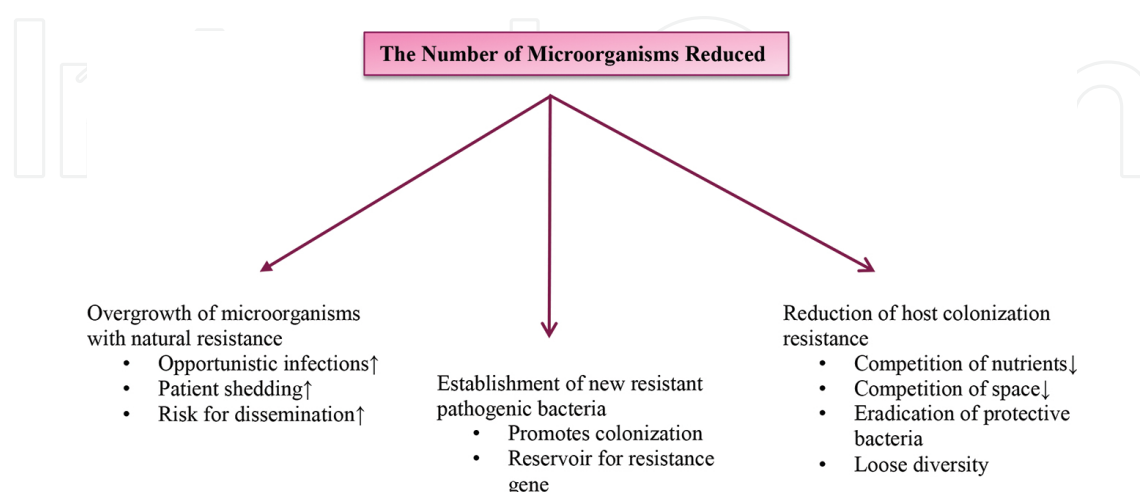 The Number of Microorganisms Reduced
Overgrowth of microorganisms
with natural resistance
• Opportunistic infections↑
• Patient shedding↑
• Risk for dissemination↑
Establishment of new resistant
pathogenic bacteria
• Promotes colonization
• Reservoir for resistance
gene
Reduction of host colonization
resistance
• Competition of nutrients↓
• Competition of space↓
• Eradication of protective
bacteria
• Loose diversity